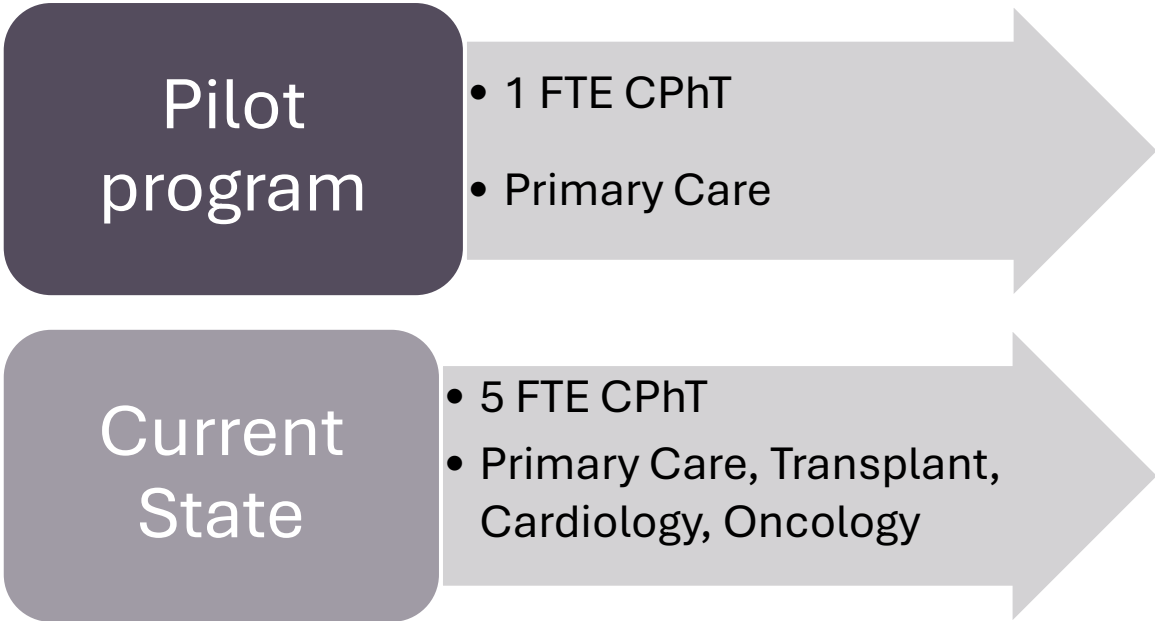 Pilot
program
• 1 FTE CPhT
• Primary Care
Current
State
• 5 FTE CPhT
• Primary Care, Transplant,
Cardiology, Oncology